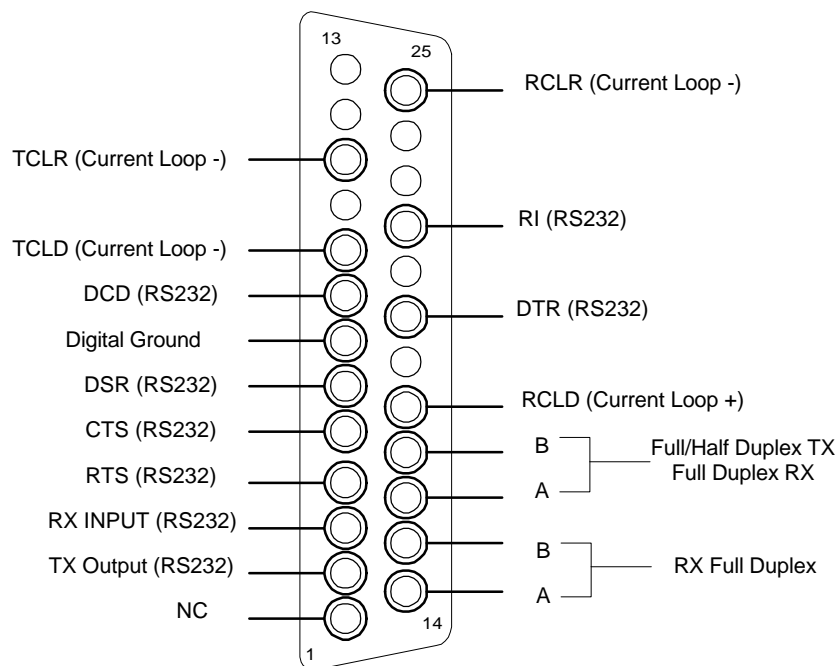 13
25
RCLR (Current Loop -)
TCLR (Current Loop -)
RI (RS232)
TCLD (Current Loop -)
DCD (RS232)
DTR (RS232)
Digital Ground
DSR (RS232)
RCLD (Current Loop +)
CTS (RS232)
B
Full/Half Duplex TX
Full Duplex RX
RTS (RS232)
A
RX INPUT (RS232)
B
TX Output (RS232)
RX Full Duplex
A
NC
14
1